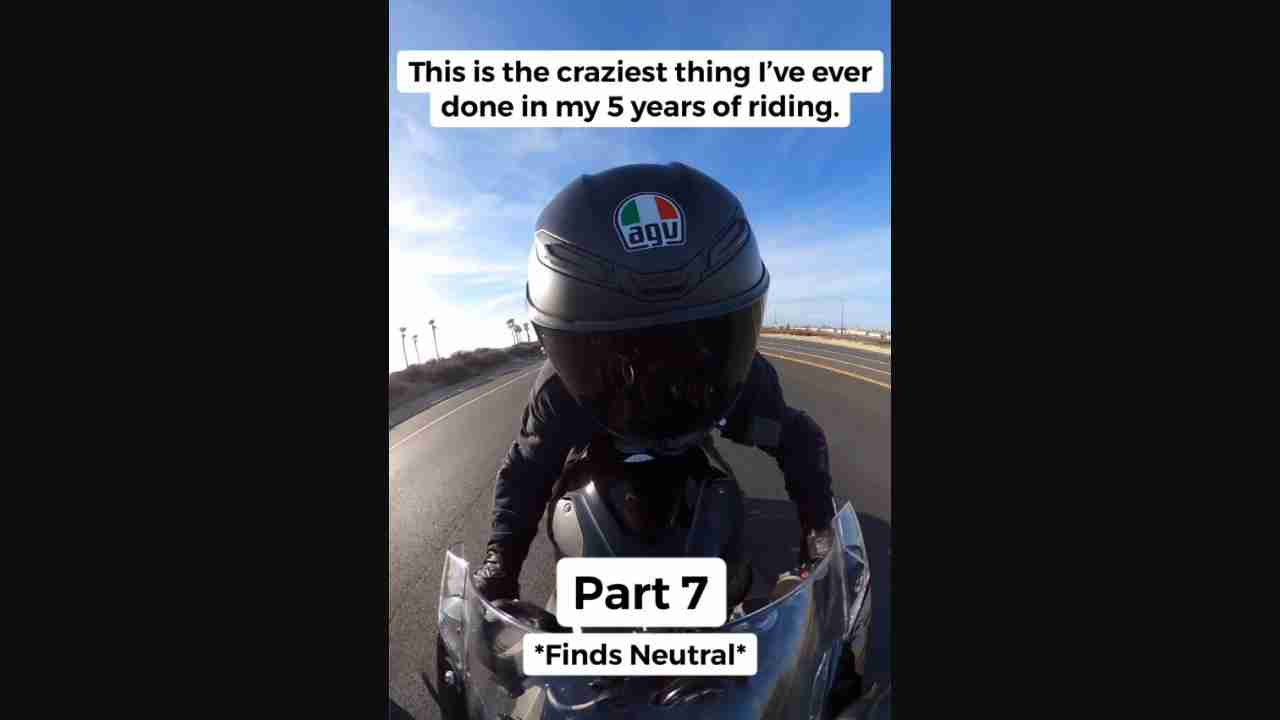 This is the craziest thing I’ve ever
done in my 5 years of riding.
agv
Part 7
*Finds Neutral*